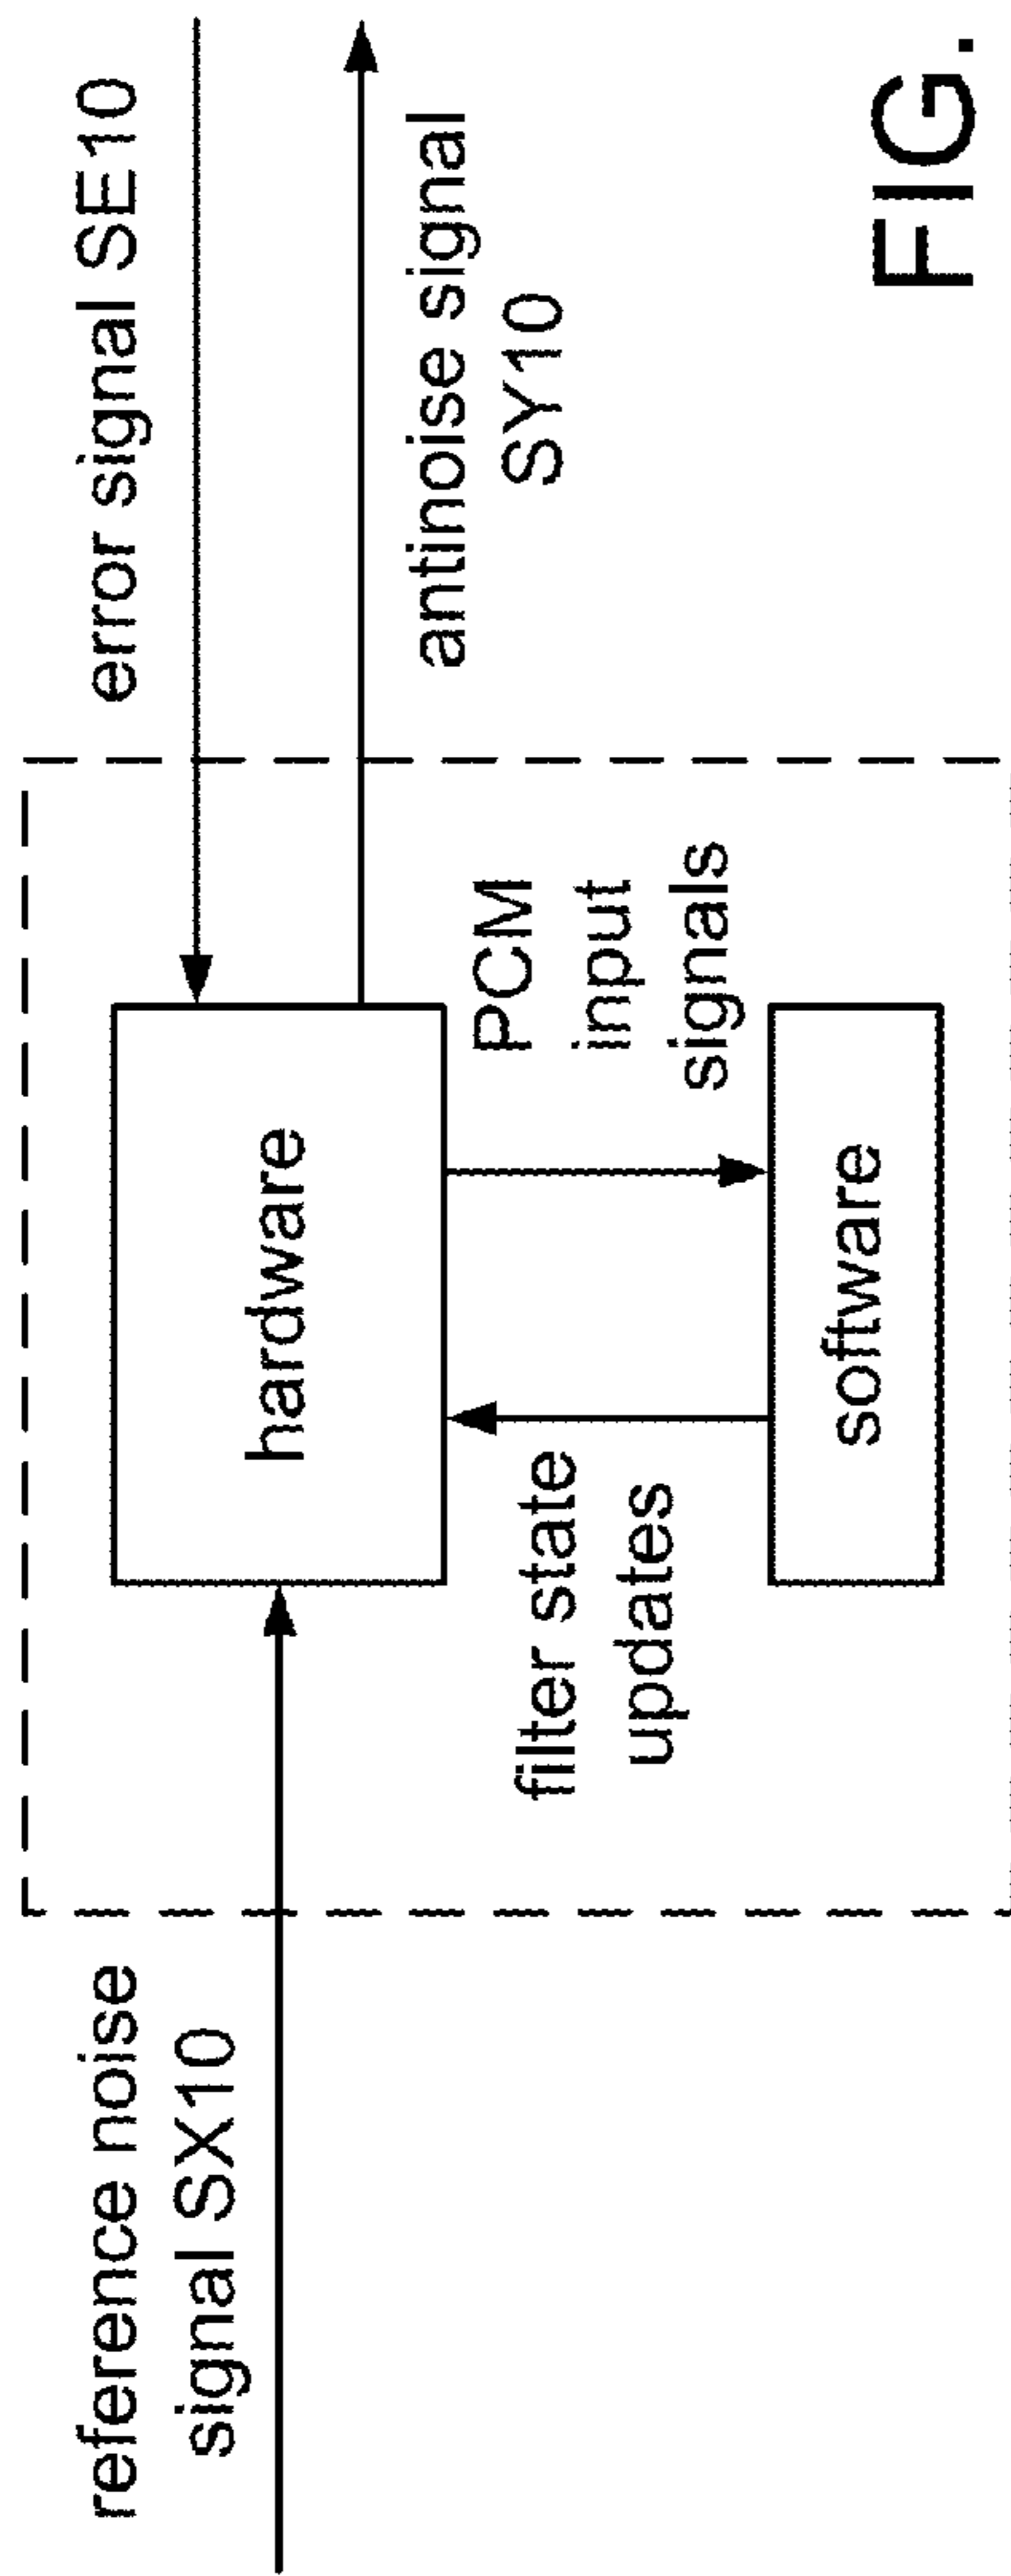 reference noise
signal SX10
error signal SE10
hardware
antinoise signal
SY10
filter state
updates
PCM
input
signals
software
FIG.